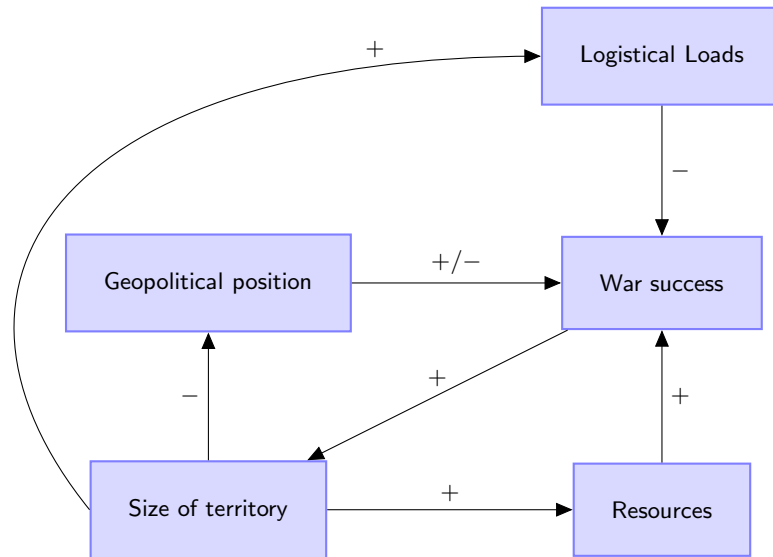 +
Logistical Loads
−
Geopolitical position
+/−
War success
+
−
+
Size of territory
+
Resources